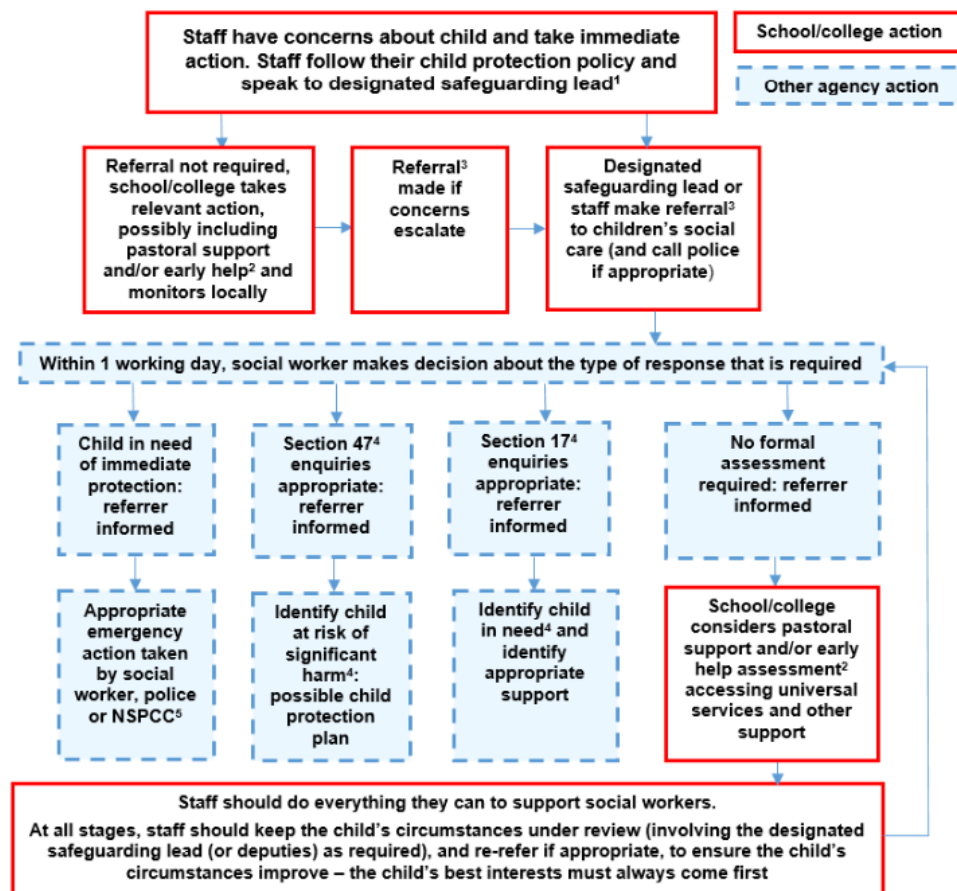 Staff have concerns about child and take immediate
action. Staff follow their child protection policy and
speak to designated safeguarding lead¹
School/college action
Other agency action
Referral not required,
school/college takes
relevant action,
possibly including
pastoral support
and/or early help² and
monitors locally
Referral³
made if
concerns
escalate
Designated
safeguarding lead or
staff make referral³
to children's social
care (and call police
if appropriate)
Within 1 working day, social worker makes decision about the type of response that is required
Child in need
of immediate
protection:
referrer
informed
Section 47⁴
enquiries
appropriate:
referrer
informed
Section 17⁴
enquiries
appropriate:
referrer
informed
No formal
assessment
required: referrer
informed
Appropriate
emergency
action taken
by social
worker, police
or NSPCC⁵
Identify child
at risk of
significant
harm⁴:
possible child
protection
plan
Identify child
in need⁴ and
identify
appropriate
support
School/college
considers pastoral
support and/or early
help assessment²
accessing universal
services and other
support
Staff should do everything they can to support social workers.
At all stages, staff should keep the child's circumstances under review (involving the designated
safeguarding lead (or deputies) as required), and re-refer if appropriate, to ensure the child's
circumstances improve – the child's best interests must always come first